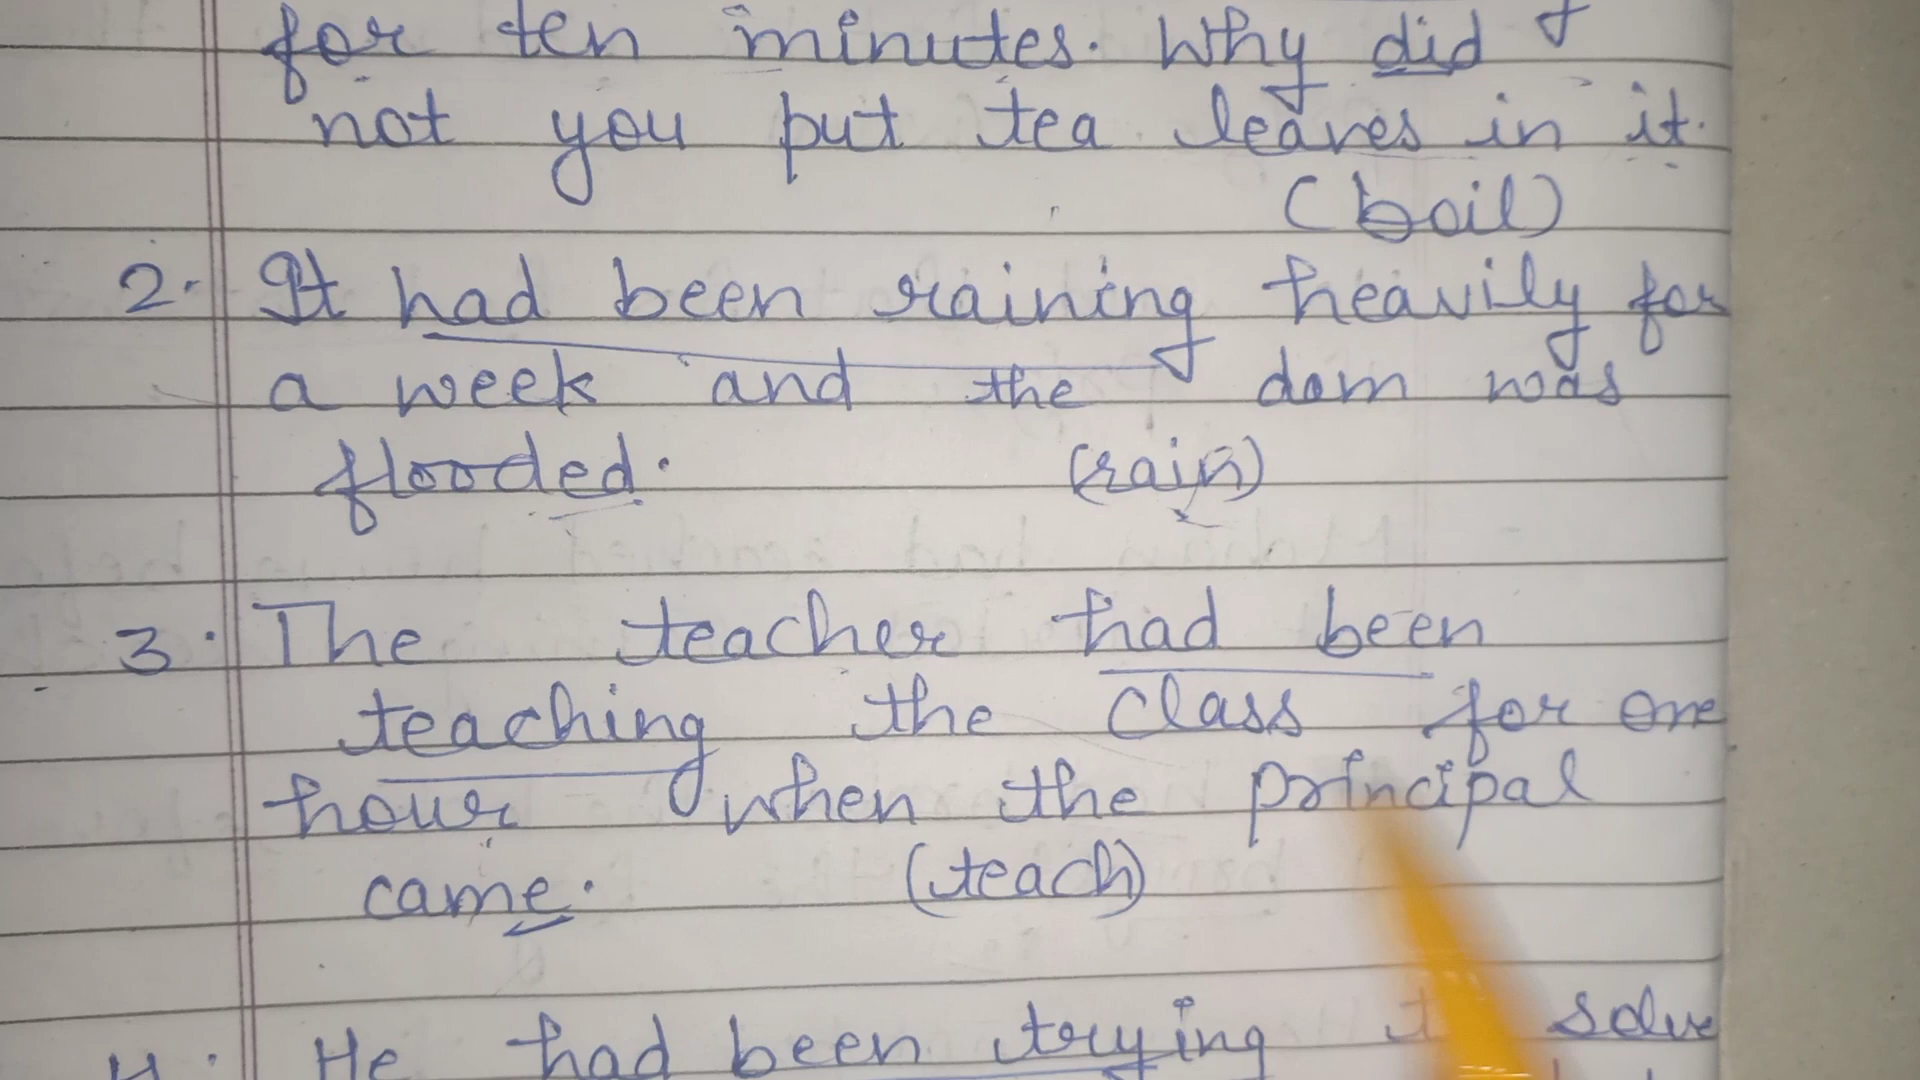 for ten minutes. Why did
not you put tea leaves in it.
(boil)
2. It had been raining heavily for
a week and the dam was
flooded. (rain)
3. The teacher had been
teaching the class for one
hour when the principal
came. (teach)
4. He had been trying solve